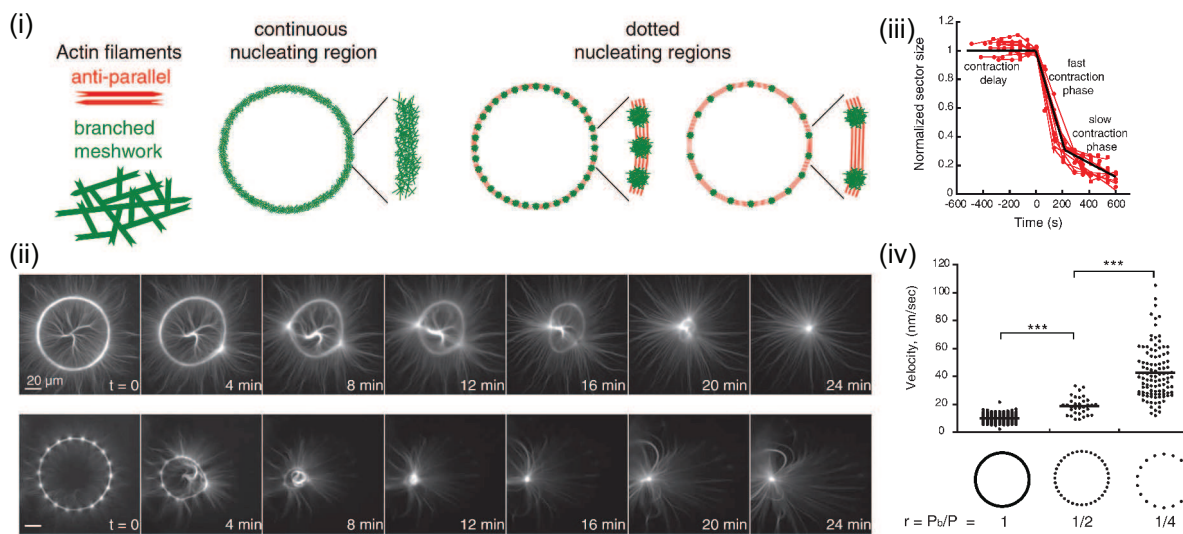 (i)
Actin filaments
anti-parallel
branched
meshwork
continuous
nucleating region
dotted
nucleating regions
(ii)
20 µm
t = 0
4 min
8 min
12 min
16 min
20 min
24 min
t = 0
4 min
8 min
12 min
16 min
20 min
24 min
(iii)
Normalized sector size
1.4
1.2
1
0.8
0.6
0.4
0.2
0
contraction
delay
fast
contraction
phase
slow
contraction
phase
-600 -400 -200 0 200 400 600
Time (s)
(iv)
Velocity, (nm/sec)
120
100
80
60
40
20
0
***
***
r = Pb/P = 1 1/2 1/4